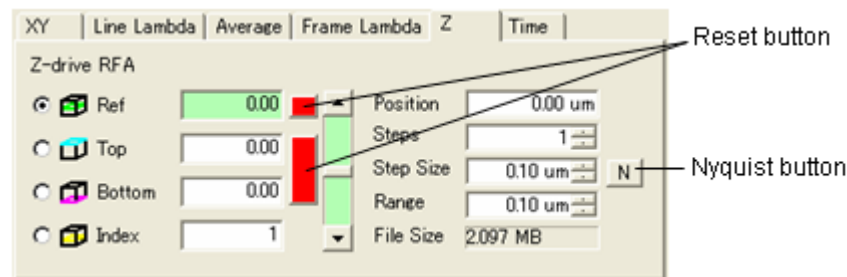 XY Line Lambda Average Frame Lambda Z Time
Reset button
Z-drive RFA
Ref 0.00 Position 0.00 um
Top 0.00 Steps 1
Step Size 0.10 um N Nyquist button
Bottom 0.00 Range 0.10 um
Index 1 File Size 2.097 MB